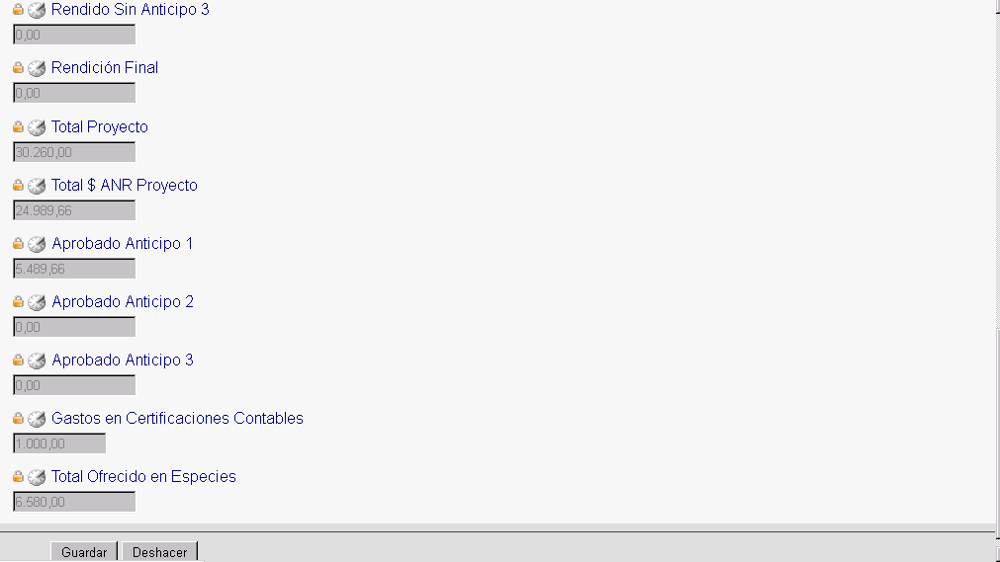 Rendido Sin Anticipo 3
0,00
Rendición Final
0,00
Total Proyecto
30.260,00
Total $ ANR Proyecto
24.989,66
Aprobado Anticipo 1
5.489,66
Aprobado Anticipo 2
0,00
Aprobado Anticipo 3
0,00
Gastos en Certificaciones Contables
1.000,00
Total Ofrecido en Especies
6.580,00
Guardar Deshacer